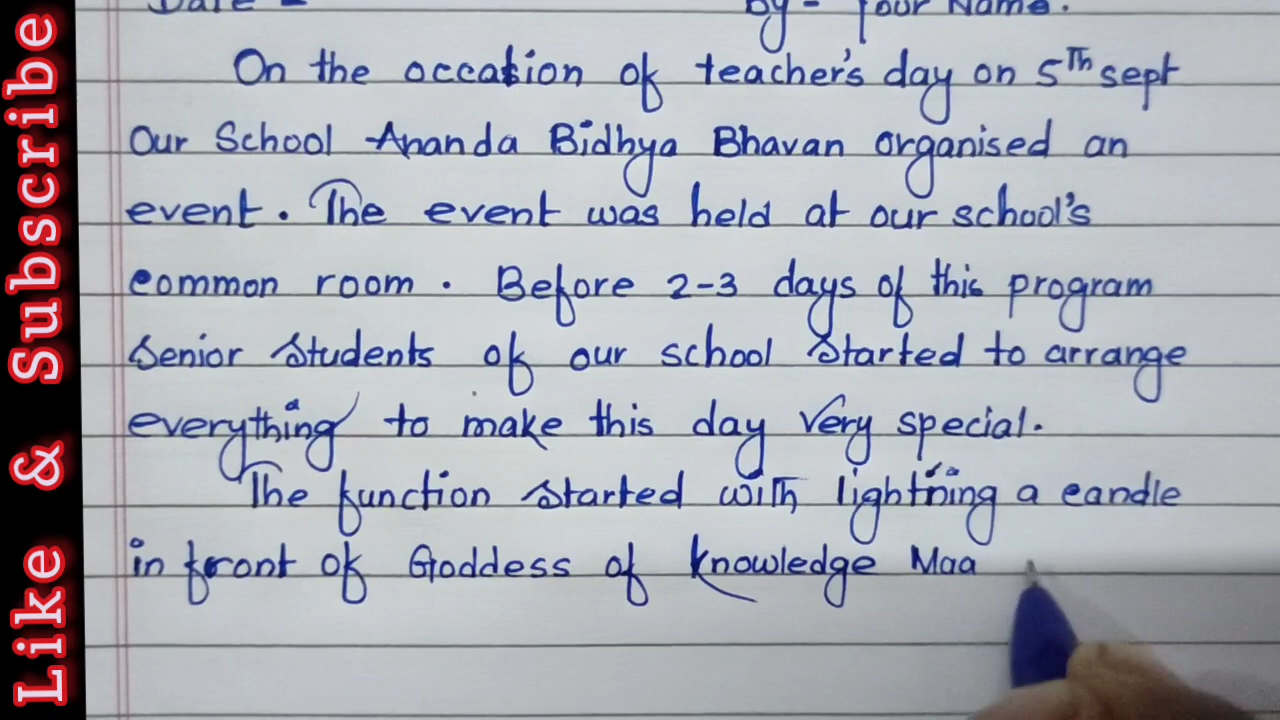 Date - By - Your Name.
On the occasion of teacher's day on 5Th sept
Our School Ananda Bidhya Bhavan organised an
event. The event was held at our school's
common room. Before 2-3 days of this program
Senior Students of our school Started to arrange
everything to make this day very special.
The function Started with lightning a candle
in front of Goddess of knowledge Maa
Like & Subscribe